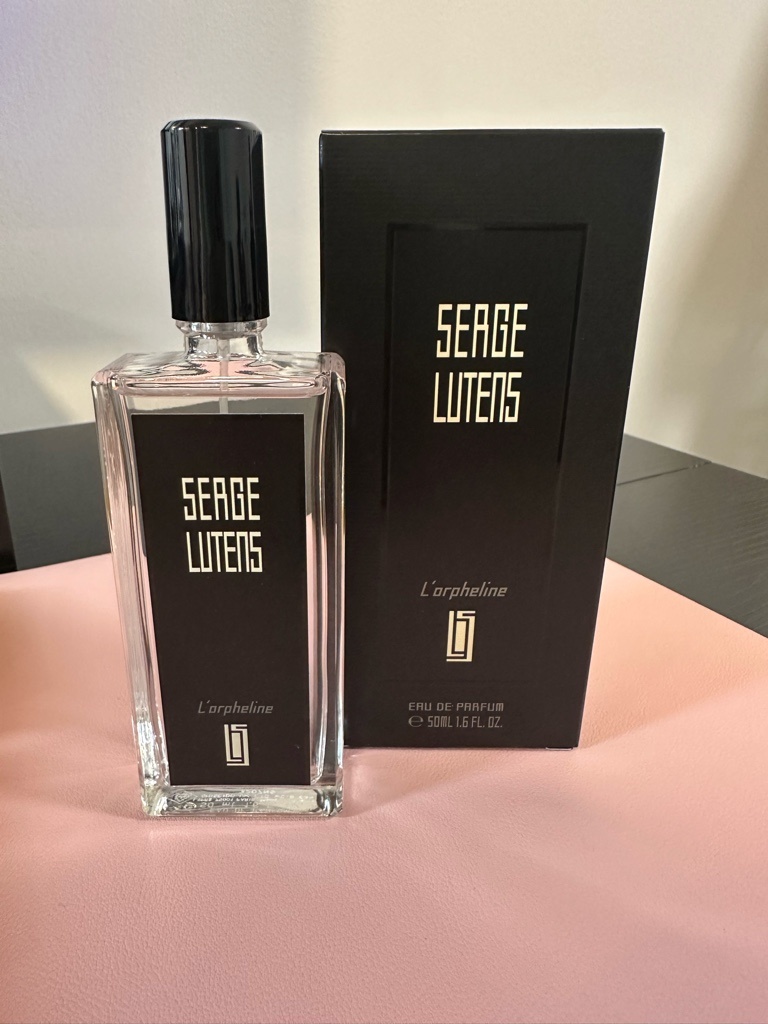 SERGE
LUTENS
L'orpheline
SERGE
LUTENS
L'orpheline
EAU DE PARFUM
℮ 50ML 1.6 FL. OZ.